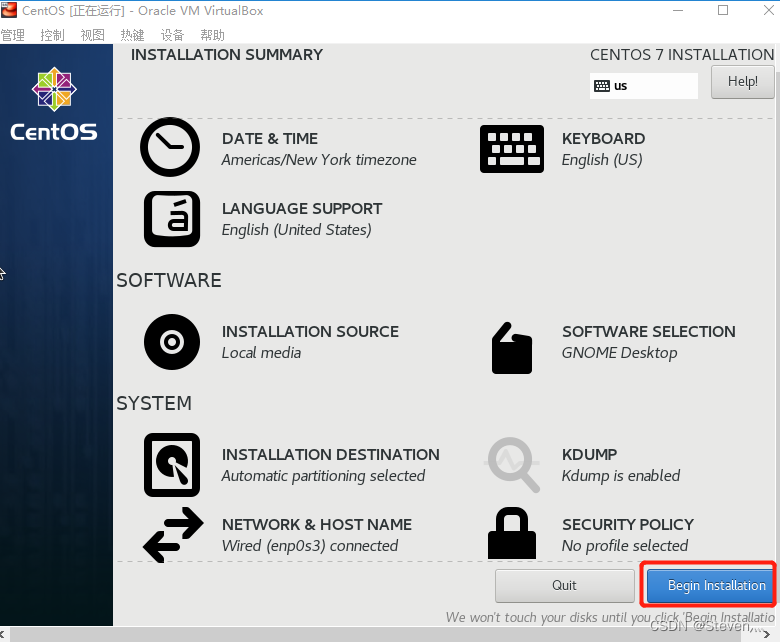 CentOS [正在运行] - Oracle VM VirtualBox
管理 控制 视图 热键 设备 帮助
INSTALLATION SUMMARY
CENTOS 7 INSTALLATION
us
Help!
CentOS
DATE & TIME
Americas/New York timezone
KEYBOARD
English (US)
LANGUAGE SUPPORT
English (United States)
SOFTWARE
INSTALLATION SOURCE
Local media
SOFTWARE SELECTION
GNOME Desktop
SYSTEM
INSTALLATION DESTINATION
Automatic partitioning selected
KDUMP
Kdump is enabled
NETWORK & HOST NAME
Wired (enp0s3) connected
SECURITY POLICY
No profile selected
Quit
Begin Installation
We won't touch your disks until you click 'Begin Installatio
CSDN @Steven,...